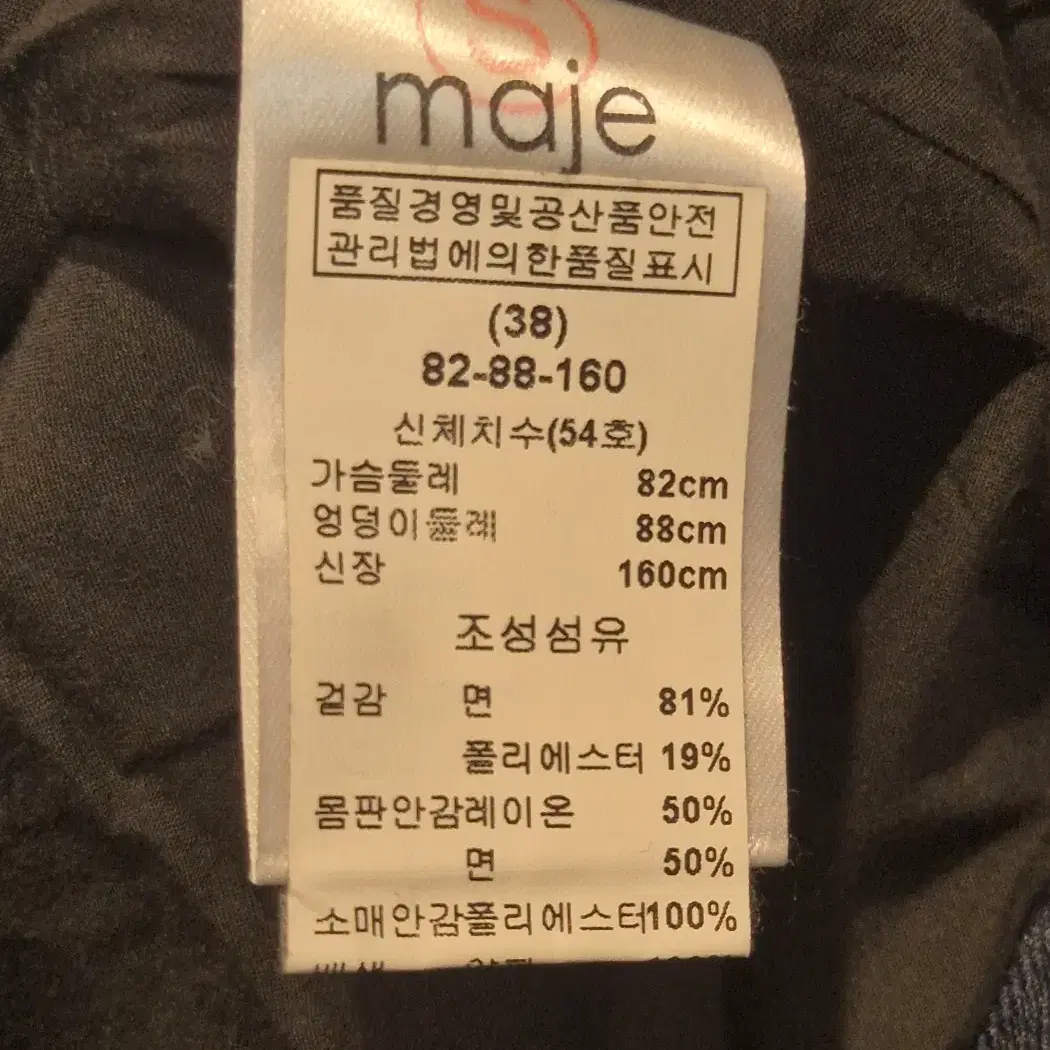 S
maje
품질경영및공산품안전
관리법에의한품질표시
(38)
82-88-160
신체치수(54호)
가슴둘레 82cm
엉덩이둘레 88cm
신장 160cm
조성섬유
겉감 면 81%
폴리에스터 19%
몸판안감레이온 50%
면 50%
소매안감폴리에스터100%